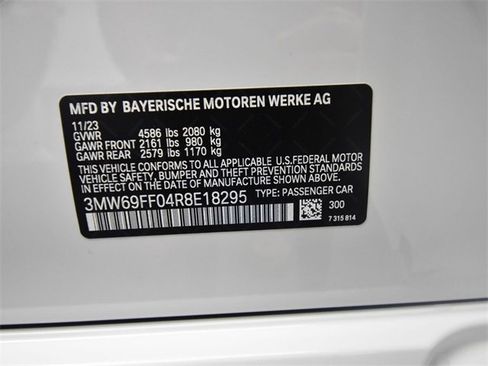 MFD BY BAYERISCHE MOTOREN WERKE AG
11/23
GVWR 4586 lbs 2080 kg
GAWR FRONT 2161 lbs 980 kg
GAWR REAR 2579 lbs 1170 kg
THIS VEHICLE CONFORMS TO ALL APPLICABLE U.S.FEDERAL MOTOR
VEHICLE SAFETY, BUMPER, AND THEFT PREVENTION STANDARDS
IN EFFECT ON THE DATE OF MANUFACTURE SHOWN ABOVE.
3MW69FF04R8E18295 TYPE: PASSENGER CAR
300
7 315 814